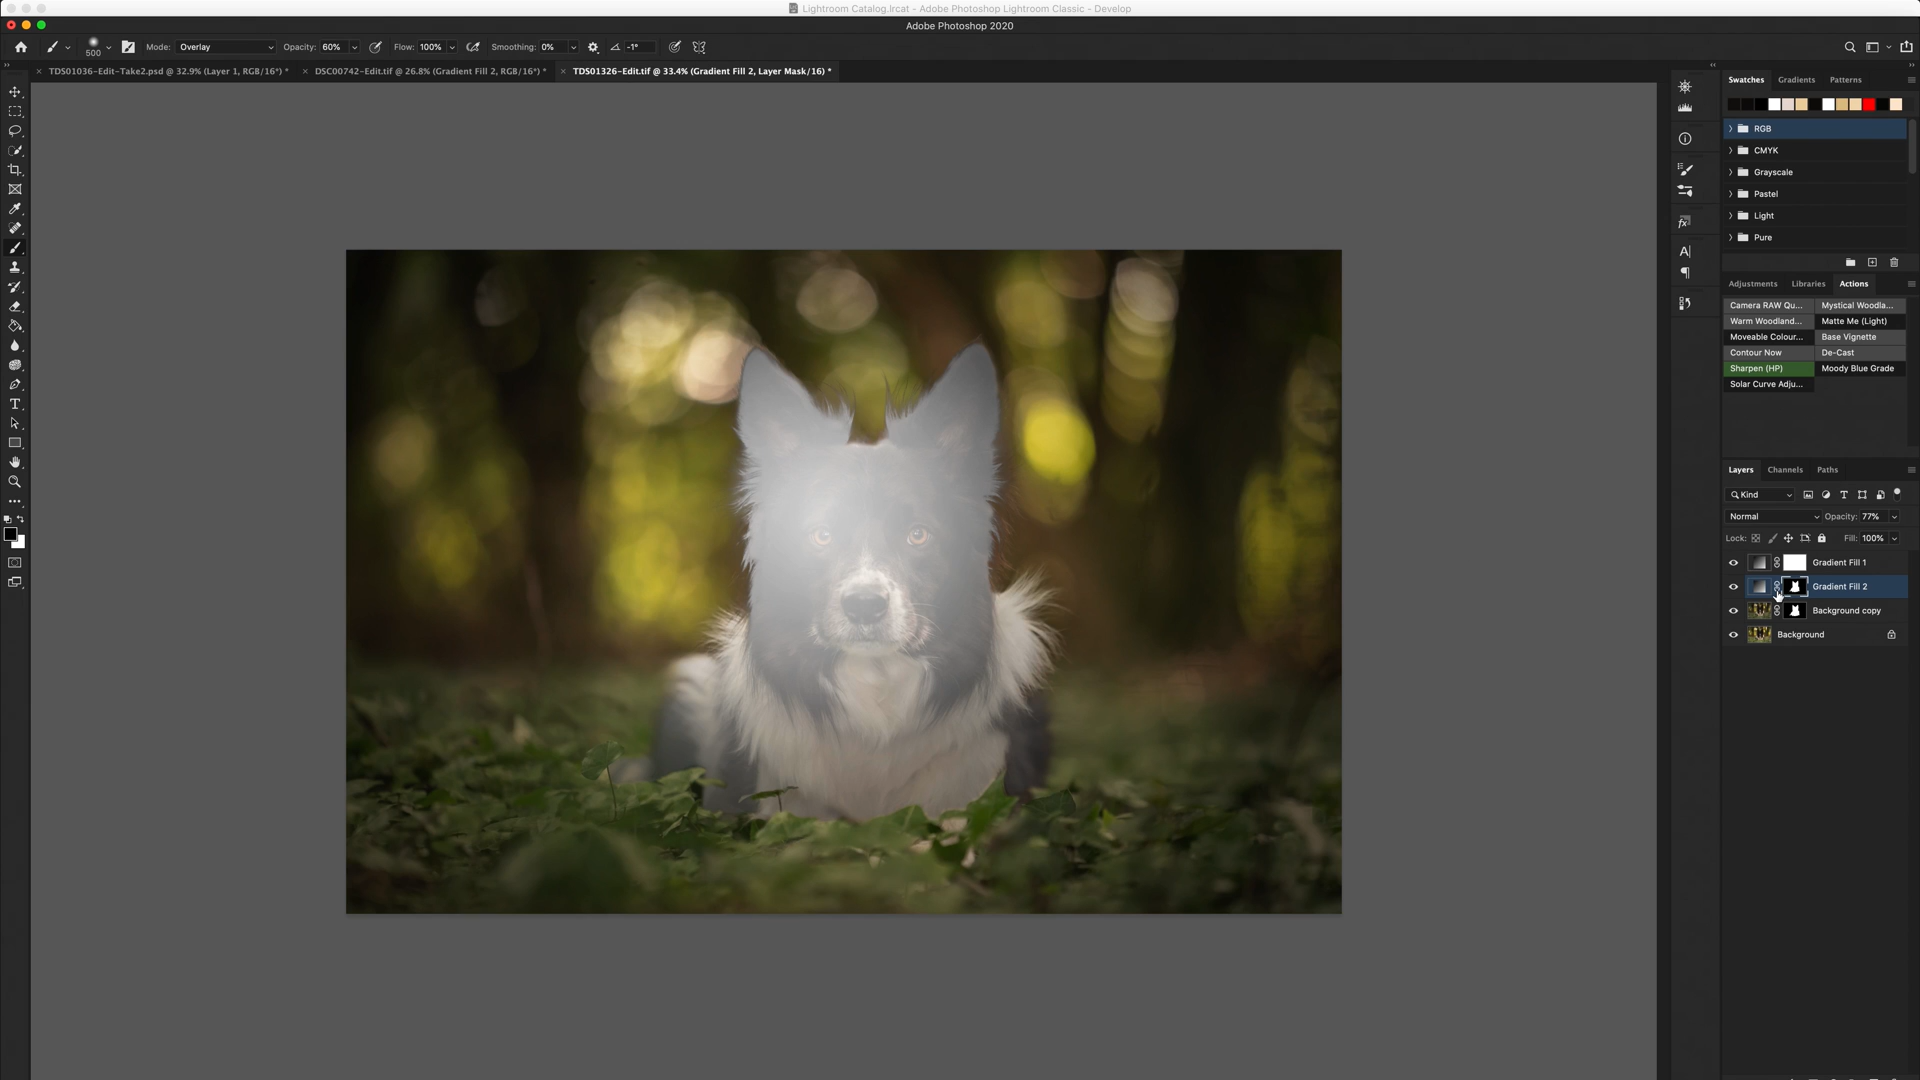 Lightroom Catalog.lrcat - Adobe Photoshop Lightroom Classic - Develop
Adobe Photoshop 2020
500 Mode: Overlay Opacity: 60% Flow: 100% Smoothing: 0% -1°
TDS01036-Edit-Take2.psd @ 32.9% (Layer 1, RGB/16*) * DSC00742-Edit.tif @ 26.8% (Gradient Fill 2, RGB/16*) * TDS01326-Edit.tif @ 33.4% (Gradient Fill 2, Layer Mask/16) *
Swatches Gradients Patterns
RGB
CMYK
Grayscale
Pastel
Light
Pure
Adjustments Libraries Actions
Camera RAW Qu... Mystical Woodla...
Warm Woodland... Matte Me (Light)
Moveable Colour... Base Vignette
Contour Now De-Cast
Sharpen (HP) Moody Blue Grade
Solar Curve Adju...
Layers Channels Paths
Kind
Normal Opacity: 77%
Lock: Fill: 100%
Gradient Fill 1
Gradient Fill 2
Background copy
Background